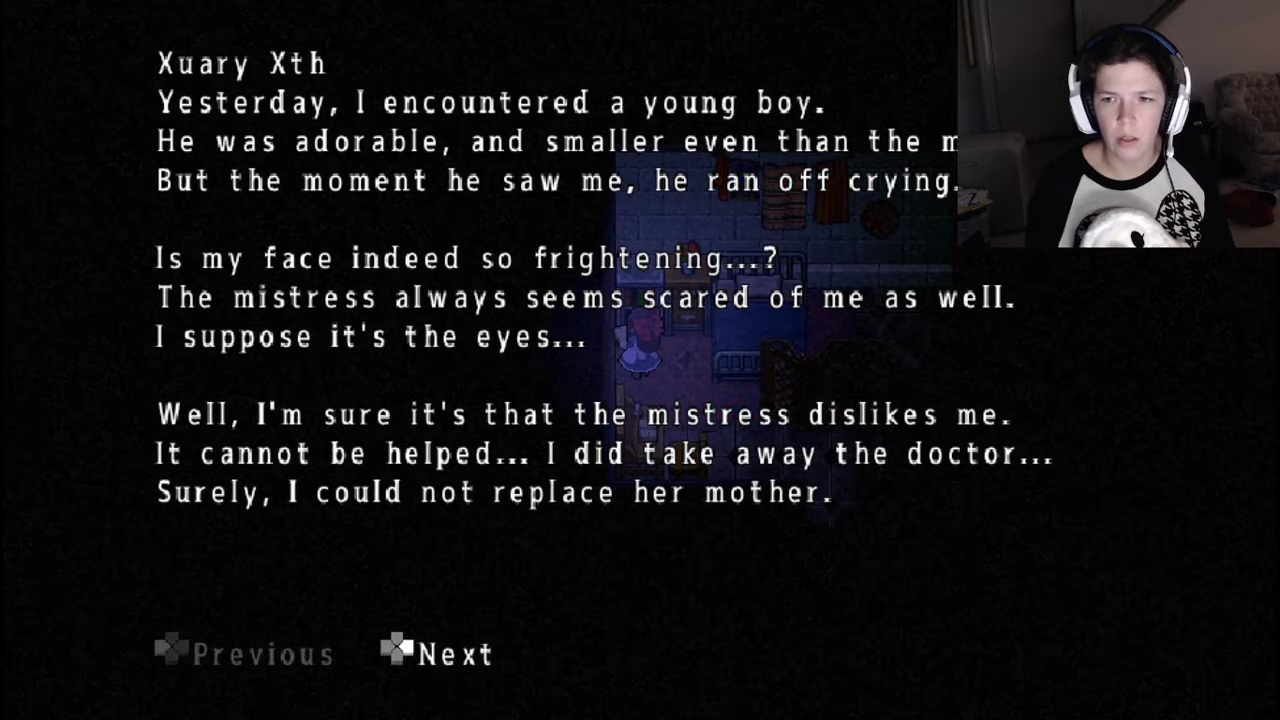 Xuary Xth
Yesterday, I encountered a young boy.
He was adorable, and smaller even than the
But the moment he saw me, he ran off crying.
Is my face indeed so frightening...?
The mistress always seems scared of me as well.
I suppose it's the eyes...
Well, I'm sure it's that the mistress dislikes me.
It cannot be helped... I did take away the doctor...
Surely, I could not replace her mother.
Previous Next